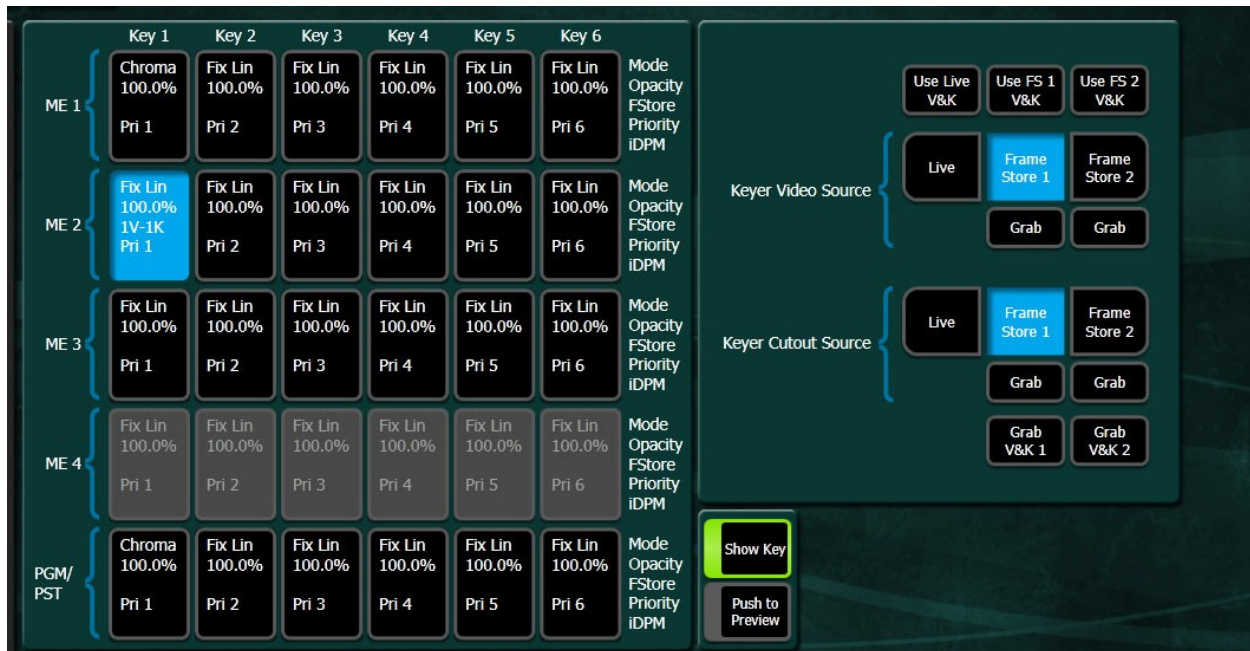 Key 1 Key 2 Key 3 Key 4 Key 5 Key 6
ME 1
Chroma Fix Lin Fix Lin Fix Lin Fix Lin Fix Lin Mode
100.0% 100.0% 100.0% 100.0% 100.0% 100.0% Opacity
FStore
Pri 1 Pri 2 Pri 3 Pri 4 Pri 5 Pri 6 Priority
iDPM
ME 2
Fix Lin Fix Lin Fix Lin Fix Lin Fix Lin Fix Lin Mode
100.0% 100.0% 100.0% 100.0% 100.0% 100.0% Opacity
1V-1K FStore
Pri 1 Pri 2 Pri 3 Pri 4 Pri 5 Pri 6 Priority
iDPM
ME 3
Fix Lin Fix Lin Fix Lin Fix Lin Fix Lin Fix Lin Mode
100.0% 100.0% 100.0% 100.0% 100.0% 100.0% Opacity
FStore
Pri 1 Pri 2 Pri 3 Pri 4 Pri 5 Pri 6 Priority
iDPM
ME 4
Fix Lin Fix Lin Fix Lin Fix Lin Fix Lin Fix Lin Mode
100.0% 100.0% 100.0% 100.0% 100.0% 100.0% Opacity
FStore
Pri 1 Pri 2 Pri 3 Pri 4 Pri 5 Pri 6 Priority
iDPM
PGM/
PST
Chroma Fix Lin Fix Lin Fix Lin Fix Lin Fix Lin Mode
100.0% 100.0% 100.0% 100.0% 100.0% 100.0% Opacity
FStore
Pri 1 Pri 2 Pri 3 Pri 4 Pri 5 Pri 6 Priority
iDPM
Use Live Use FS 1 Use FS 2
V&K V&K V&K
Keyer Video Source
Live
Frame Frame
Store 1 Store 2
Grab Grab
Keyer Cutout Source
Live
Frame Frame
Store 1 Store 2
Grab Grab
Grab Grab
V&K 1 V&K 2
Show Key
Push to
Preview